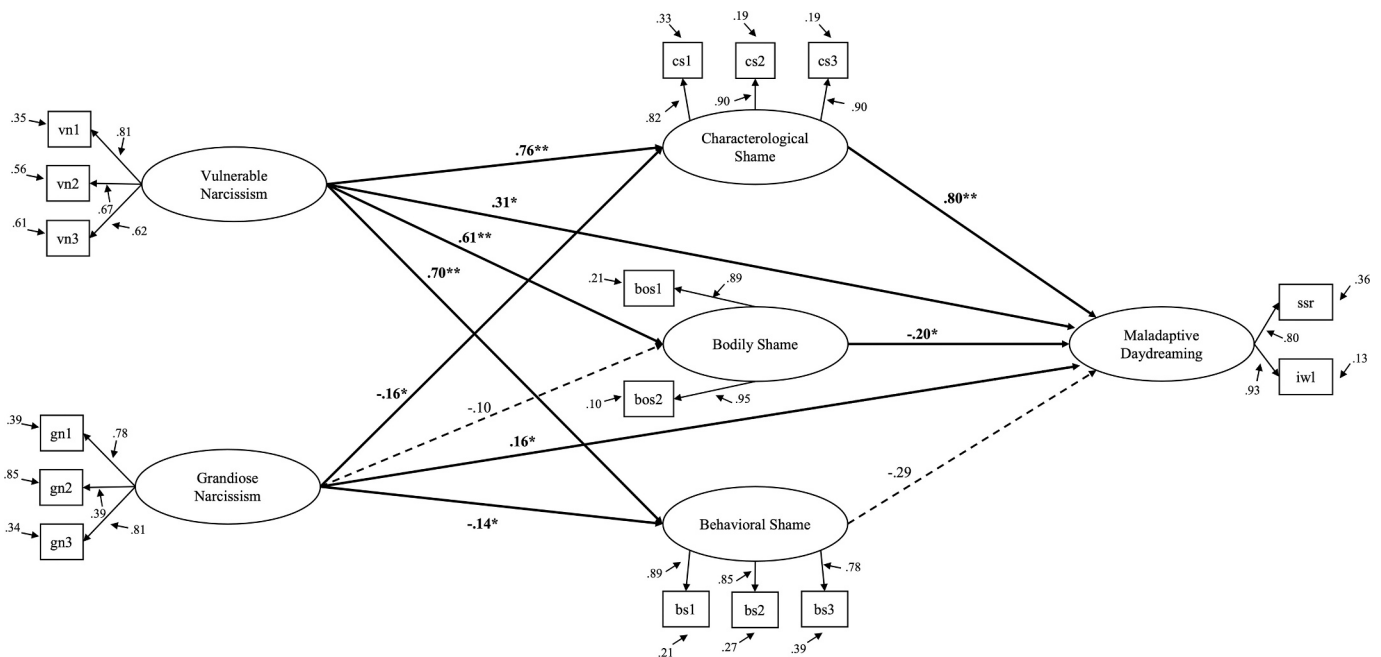 .33
.19
.19
cs1
cs2
cs3
.82
.90
.90
Characterological
Shame
.35
vn1
.81
.56
vn2
.67
.61
vn3
.62
Vulnerable
Narcissism
.76**
.31*
.61**
.70**
.80**
.21
bos1
.89
Bodily Shame
-.20*
.10
bos2
.95
Maladaptive
Daydreaming
ssr
.36
.80
iwl
.13
.93
-.16*
-.10
.16*
-.14*
-.29
.39
gn1
.78
.85
gn2
.39
.34
gn3
.81
Grandiose
Narcissism
Behavioral Shame
.89
.85
.78
bs1
bs2
bs3
.21
.27
.39